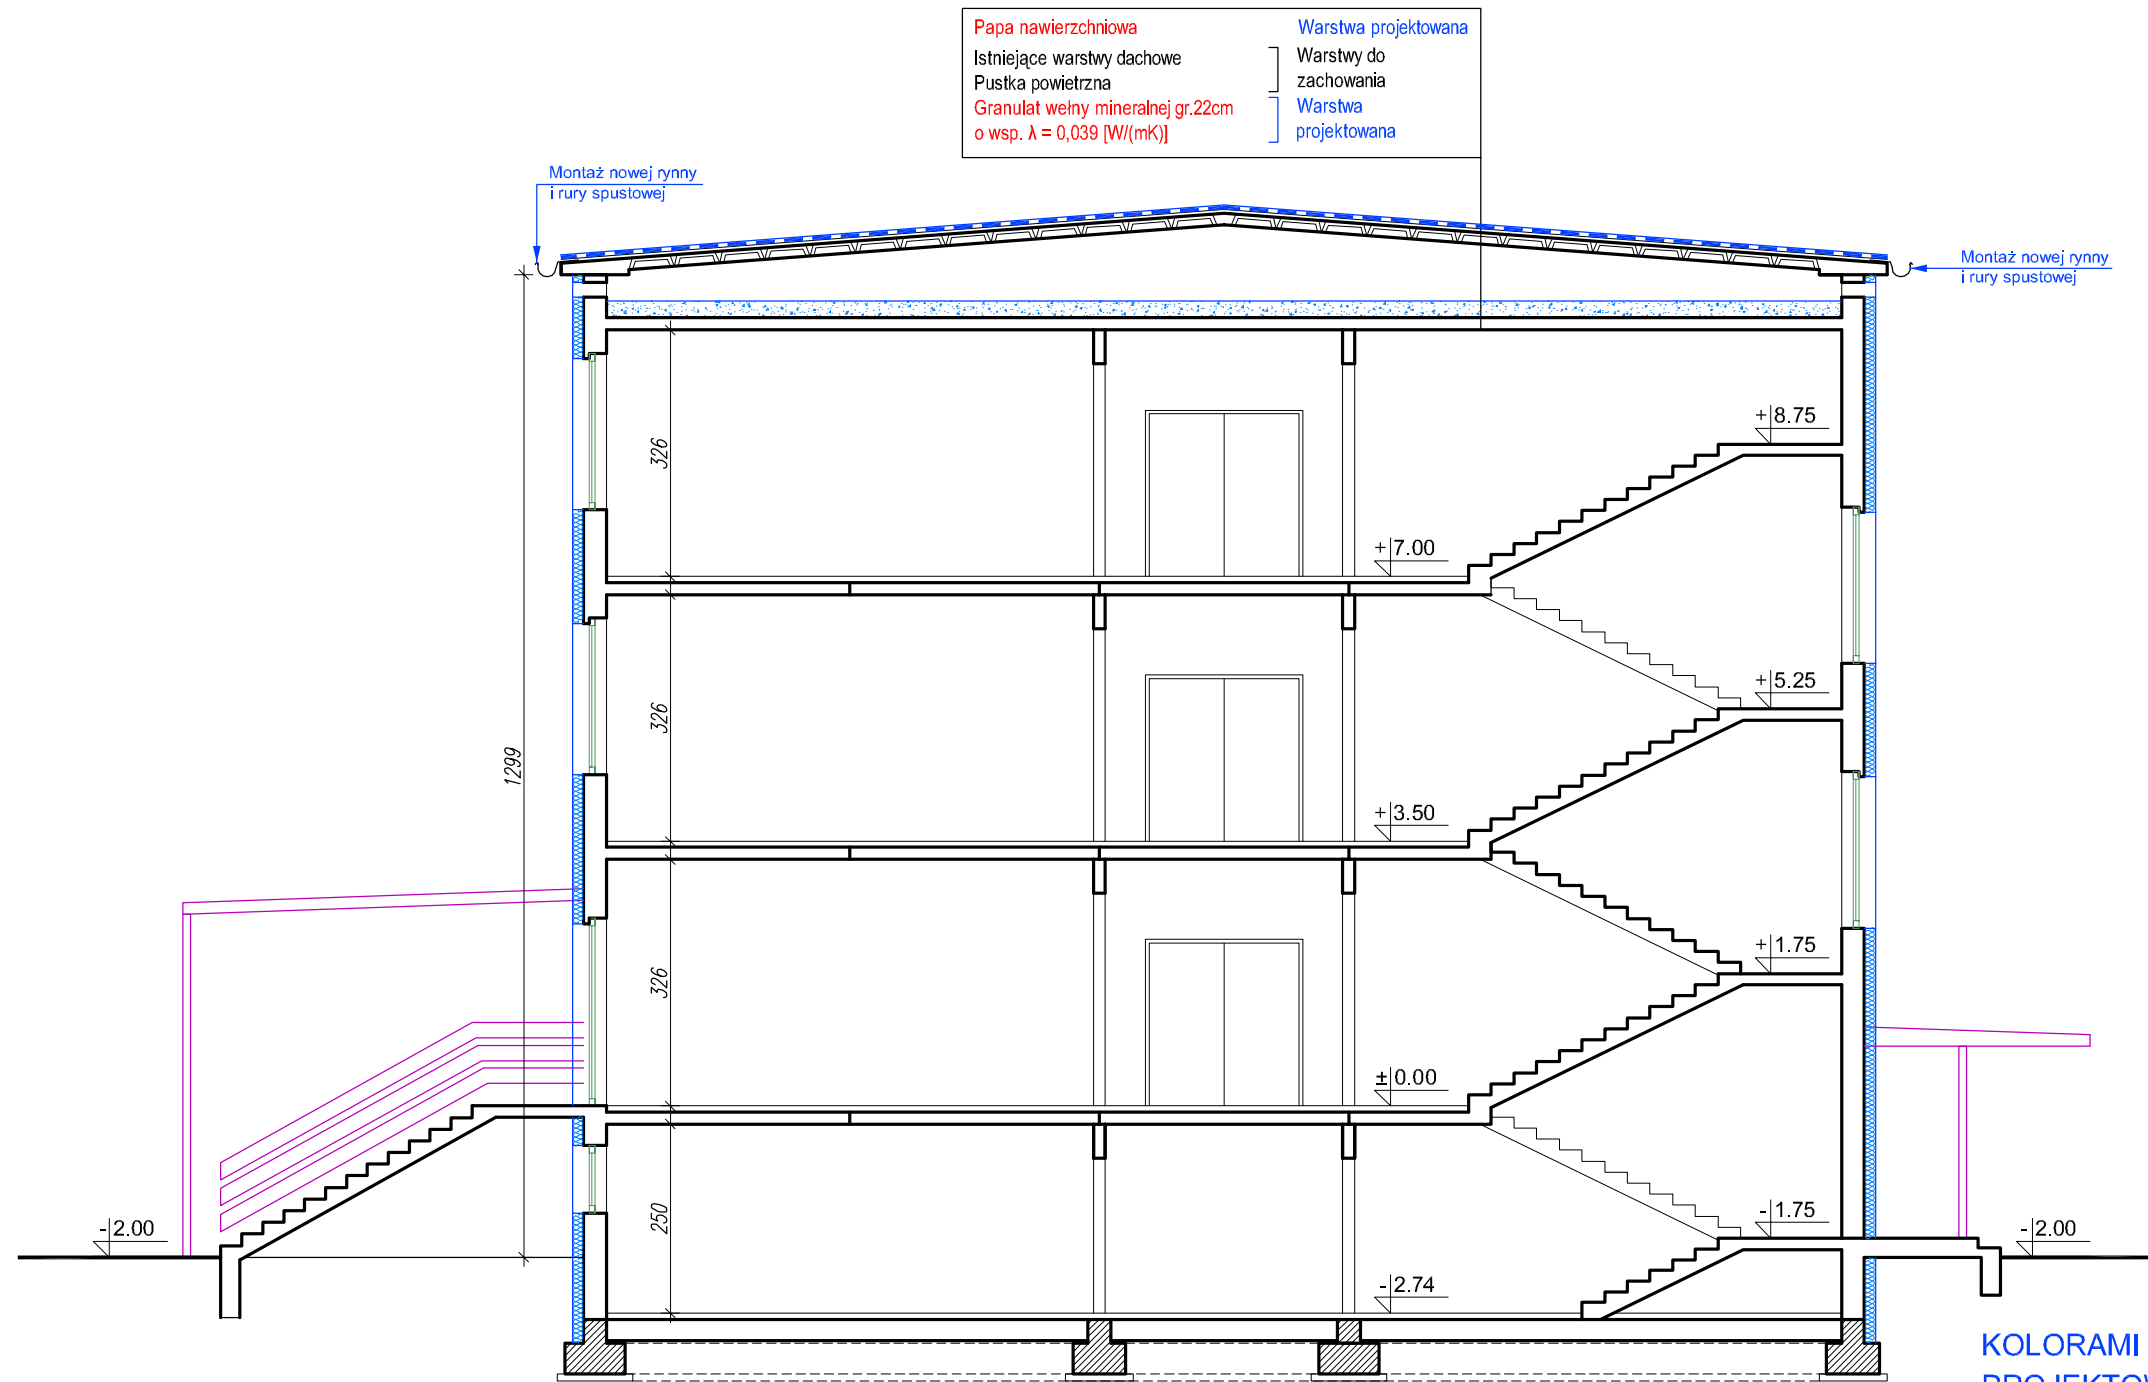 Papa nawierzchniowa Warstwa projektowana
Istniejące warstwy dachowe Warstwy do
Pustka powietrzna zachowania
Granulat wełny mineralnej gr.22cm Warstwa
o wsp. λ = 0,039 [W/(mK)] projektowana
Montaż nowej rynny
i rury spustowej
Montaż nowej rynny
i rury spustowej
+8.75
326
+7.00
+5.25
326
1299
+3.50
+1.75
326
±0.00
250
-2.00
-1.75
-2.00
-2.74
KOLORAMI
PROJEKTOW